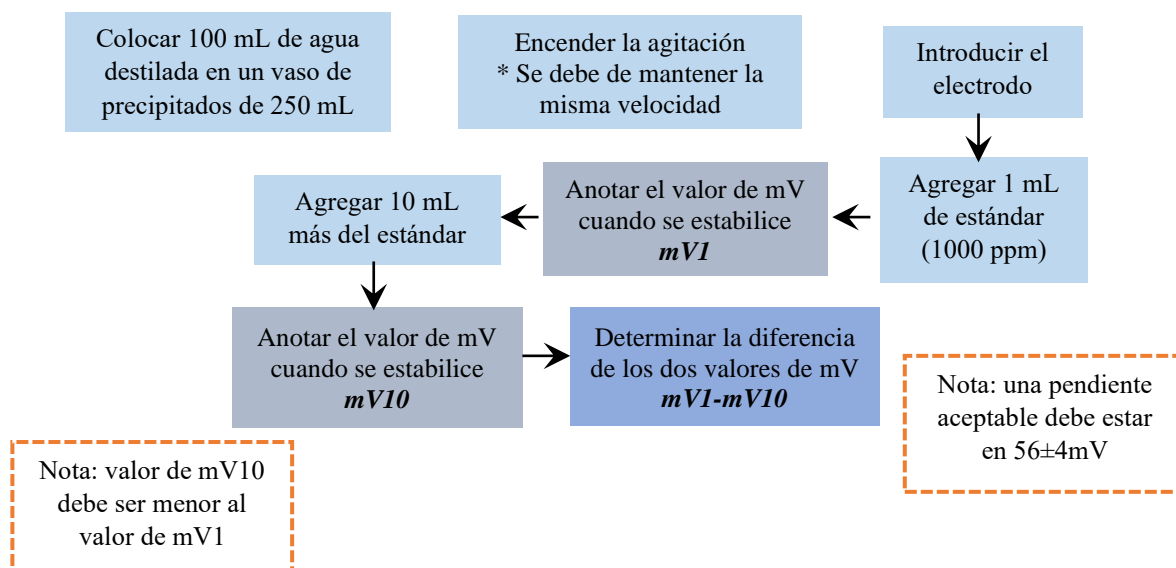 Colocar 100 mL de agua
destilada en un vaso de
precipitados de 250 mL
Encender la agitación
* Se debe de mantener la
misma velocidad
Introducir el
electrodo
Agregar 1 mL
de estándar
(1000 ppm)
Anotar el valor de mV
cuando se estabilice
mV1
Agregar 10 mL
más del estándar
Anotar el valor de mV
cuando se estabilice
mV10
Determinar la diferencia
de los dos valores de mV
mV1-mV10
Nota: una pendiente
aceptable debe estar
en 56±4mV
Nota: valor de mV10
debe ser menor al
valor de mV1